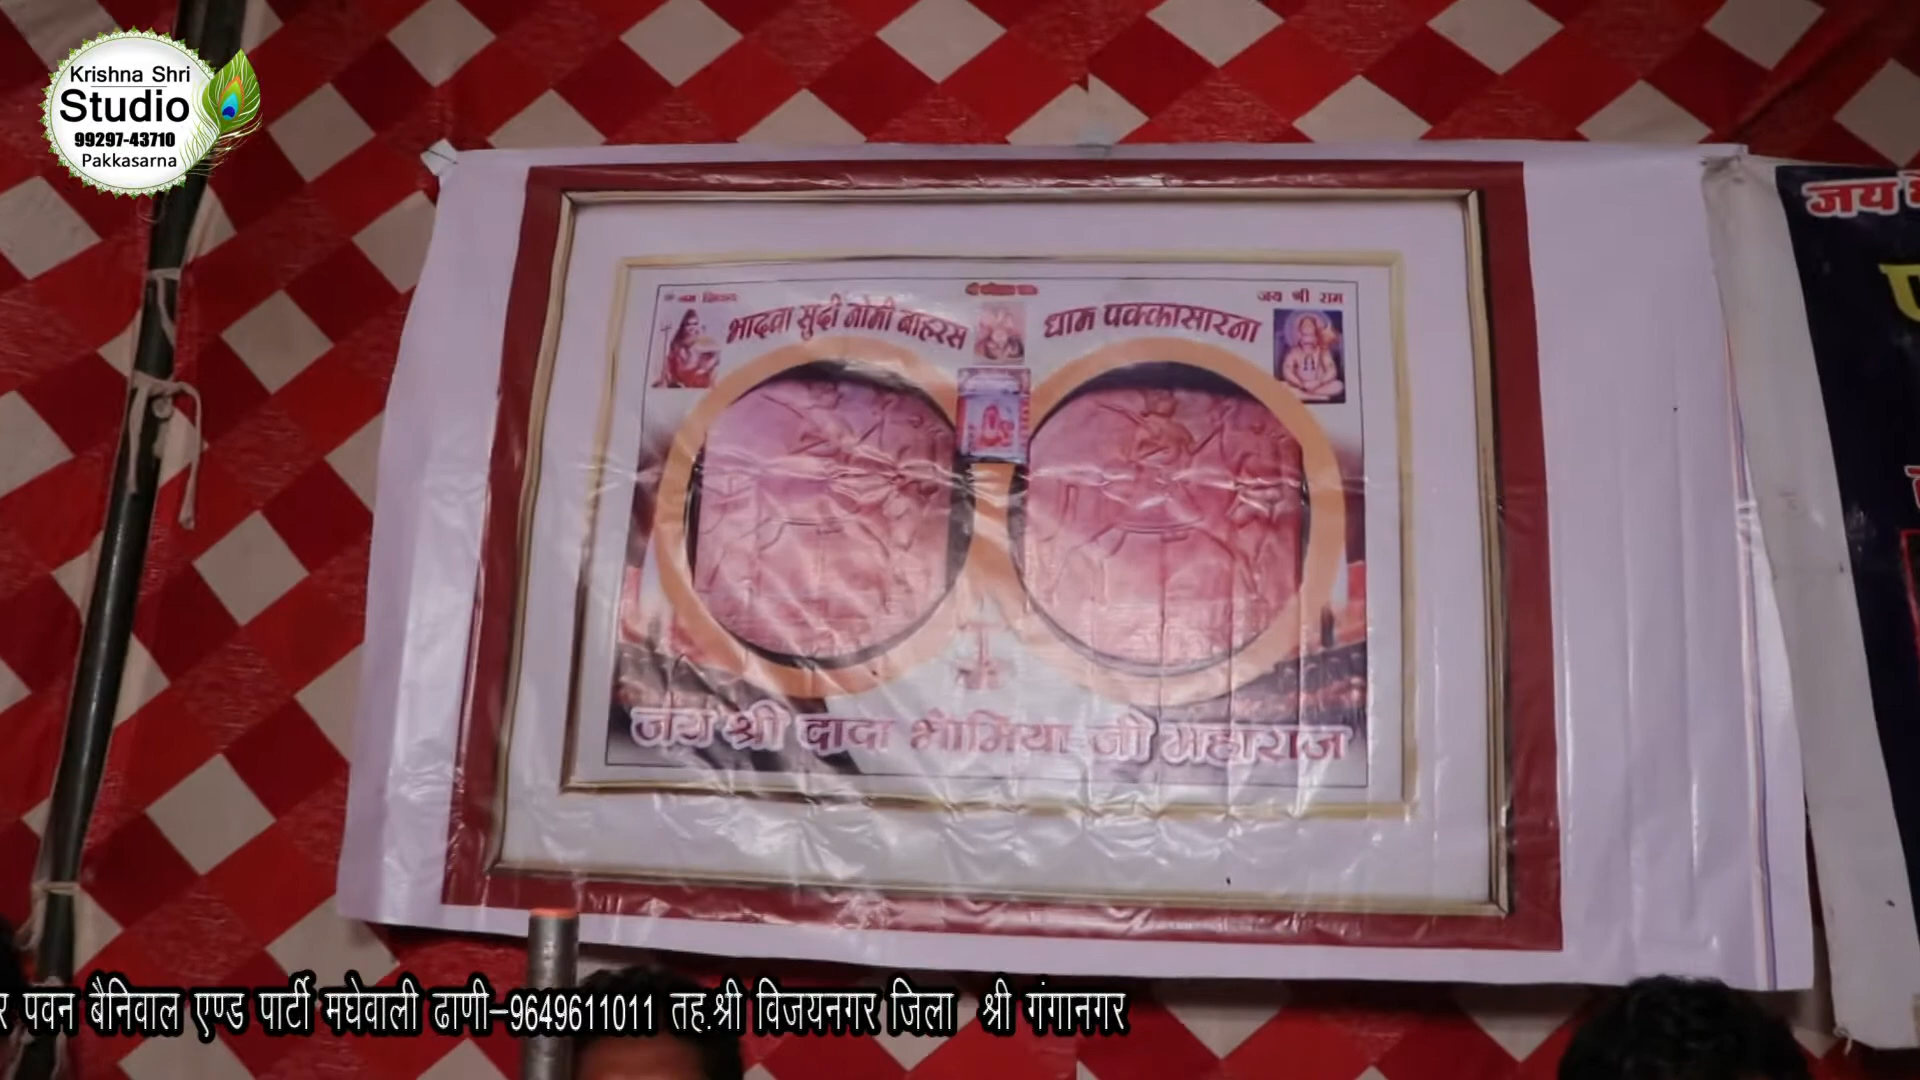 Krishna Shri
Studio
99297-43710
Pakkasarna
जय
जय श्री राम
भादवा सुदी नोमी बाहरस
धाम पक्कासारना
जय श्री दादा भोमिया जी महाराज
पवन बैनिवाल एण्ड पार्टी मघेवाली ढाणी-9649611011 तह.श्री विजयनगर जिला श्री गंगानगर